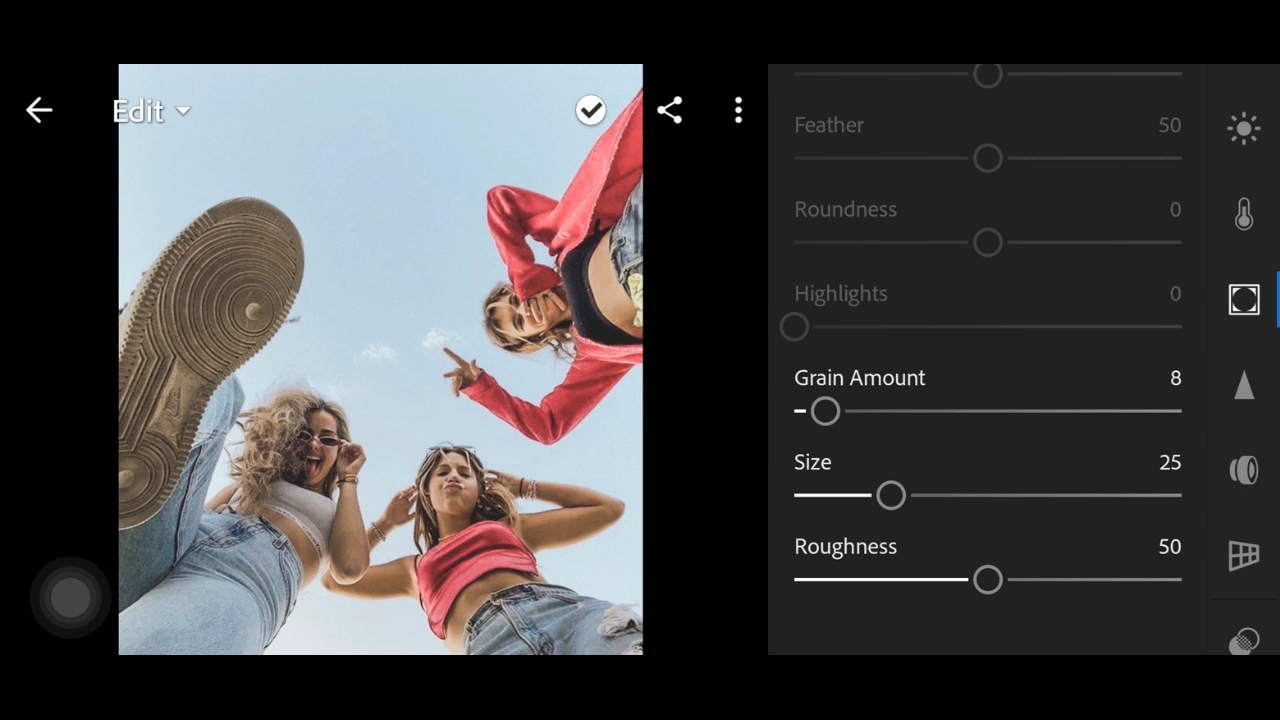 Edit
Feather 50
Roundness 0
Highlights 0
Grain Amount 8
Size 25
Roughness 50